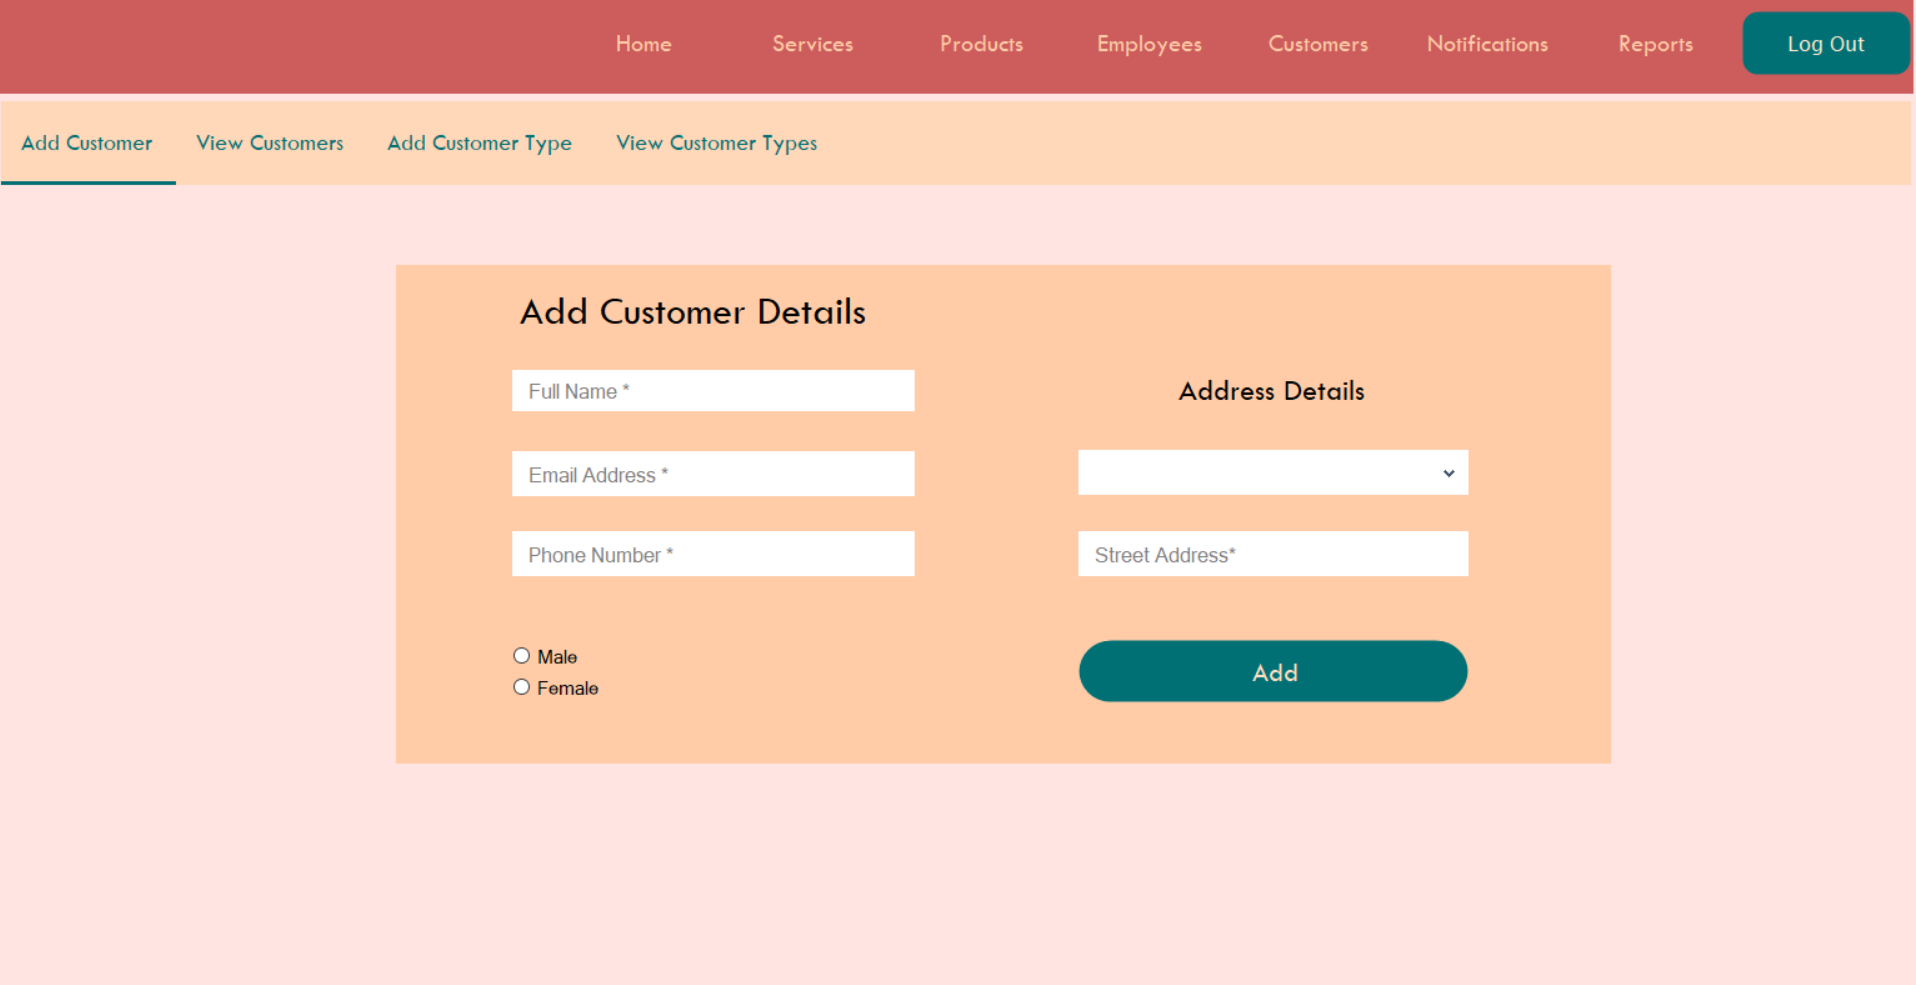 Home Services Products Employees Customers Notifications Reports Log Out
Add Customer View Customers Add Customer Type View Customer Types
Add Customer Details
Full Name *
Email Address *
Phone Number *
Male
Female
Address Details
Street Address*
Add